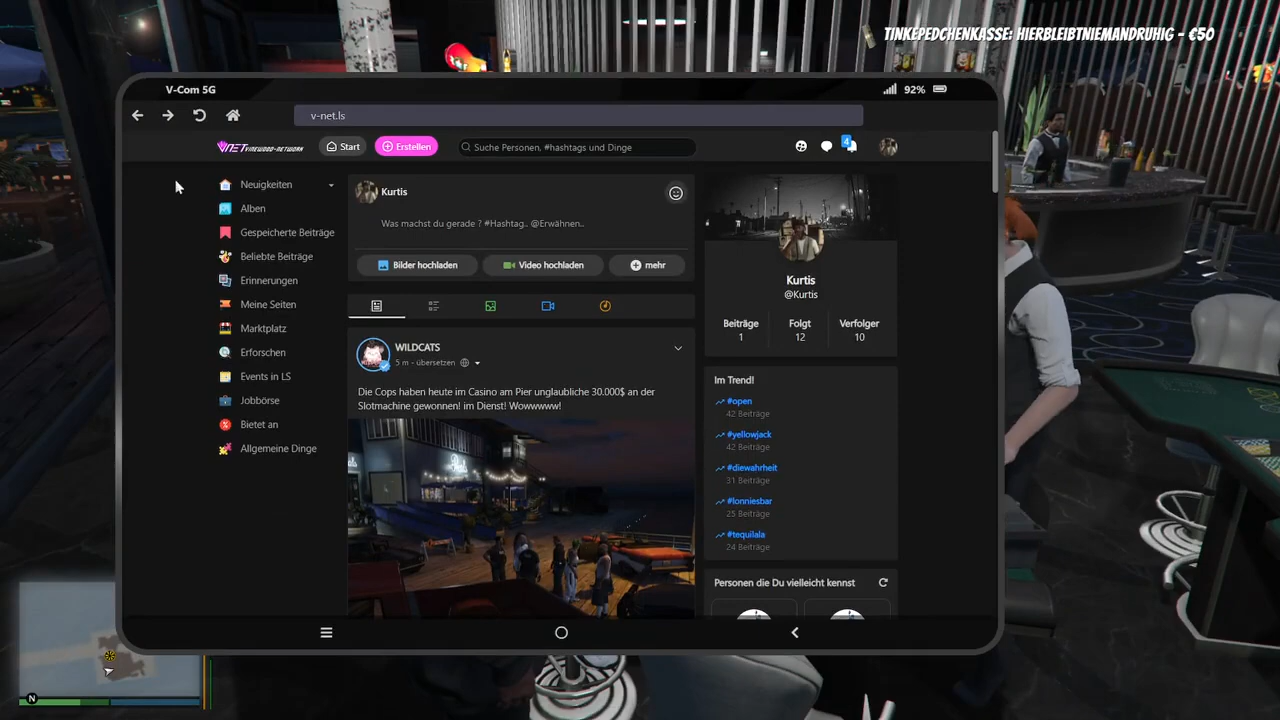 TINKEPEDCHENKASSE: HIERBLEIBTNIEMANDRUHIG - €50
V-Com 5G
92%
v-net.ls
VNET VINEWOOD-NETWORK
Start
Erstellen
Suche Personen, #hashtags und Dinge
4
Neuigkeiten
Alben
Gespeicherte Beiträge
Beliebte Beiträge
Erinnerungen
Meine Seiten
Marktplatz
Erforschen
Events in LS
Jobbörse
Bietet an
Allgemeine Dinge
Kurtis
Was machst du gerade ? #Hashtag.. @Erwähnen..
Bilder hochladen
Video hochladen
mehr
WILDCATS
5 m - übersetzen
Die Cops haben heute im Casino am Pier unglaubliche 30.000$ an der
Slotmachine gewonnen! im Dienst! Wowwwww!
Kurtis
@Kurtis
Beiträge
1
Folgt
12
Verfolger
10
Im Trend!
#open
42 Beiträge
#yellowjack
42 Beiträge
#diewahrheit
31 Beiträge
#lonniesbar
25 Beiträge
#tequilala
24 Beiträge
Personen die Du vielleicht kennst
N